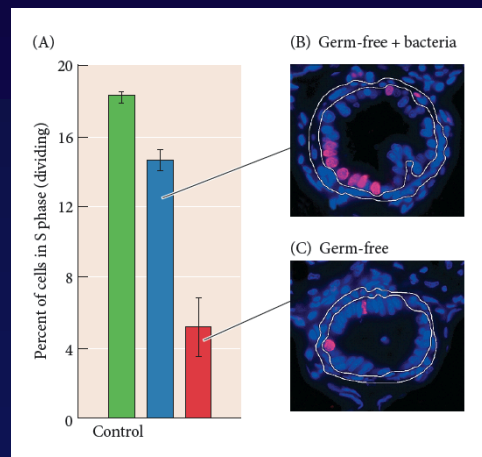 (A)
Percent of cells in S phase (dividing)
20
16
12
8
4
0
Control
(B) Germ-free + bacteria
(C) Germ-free